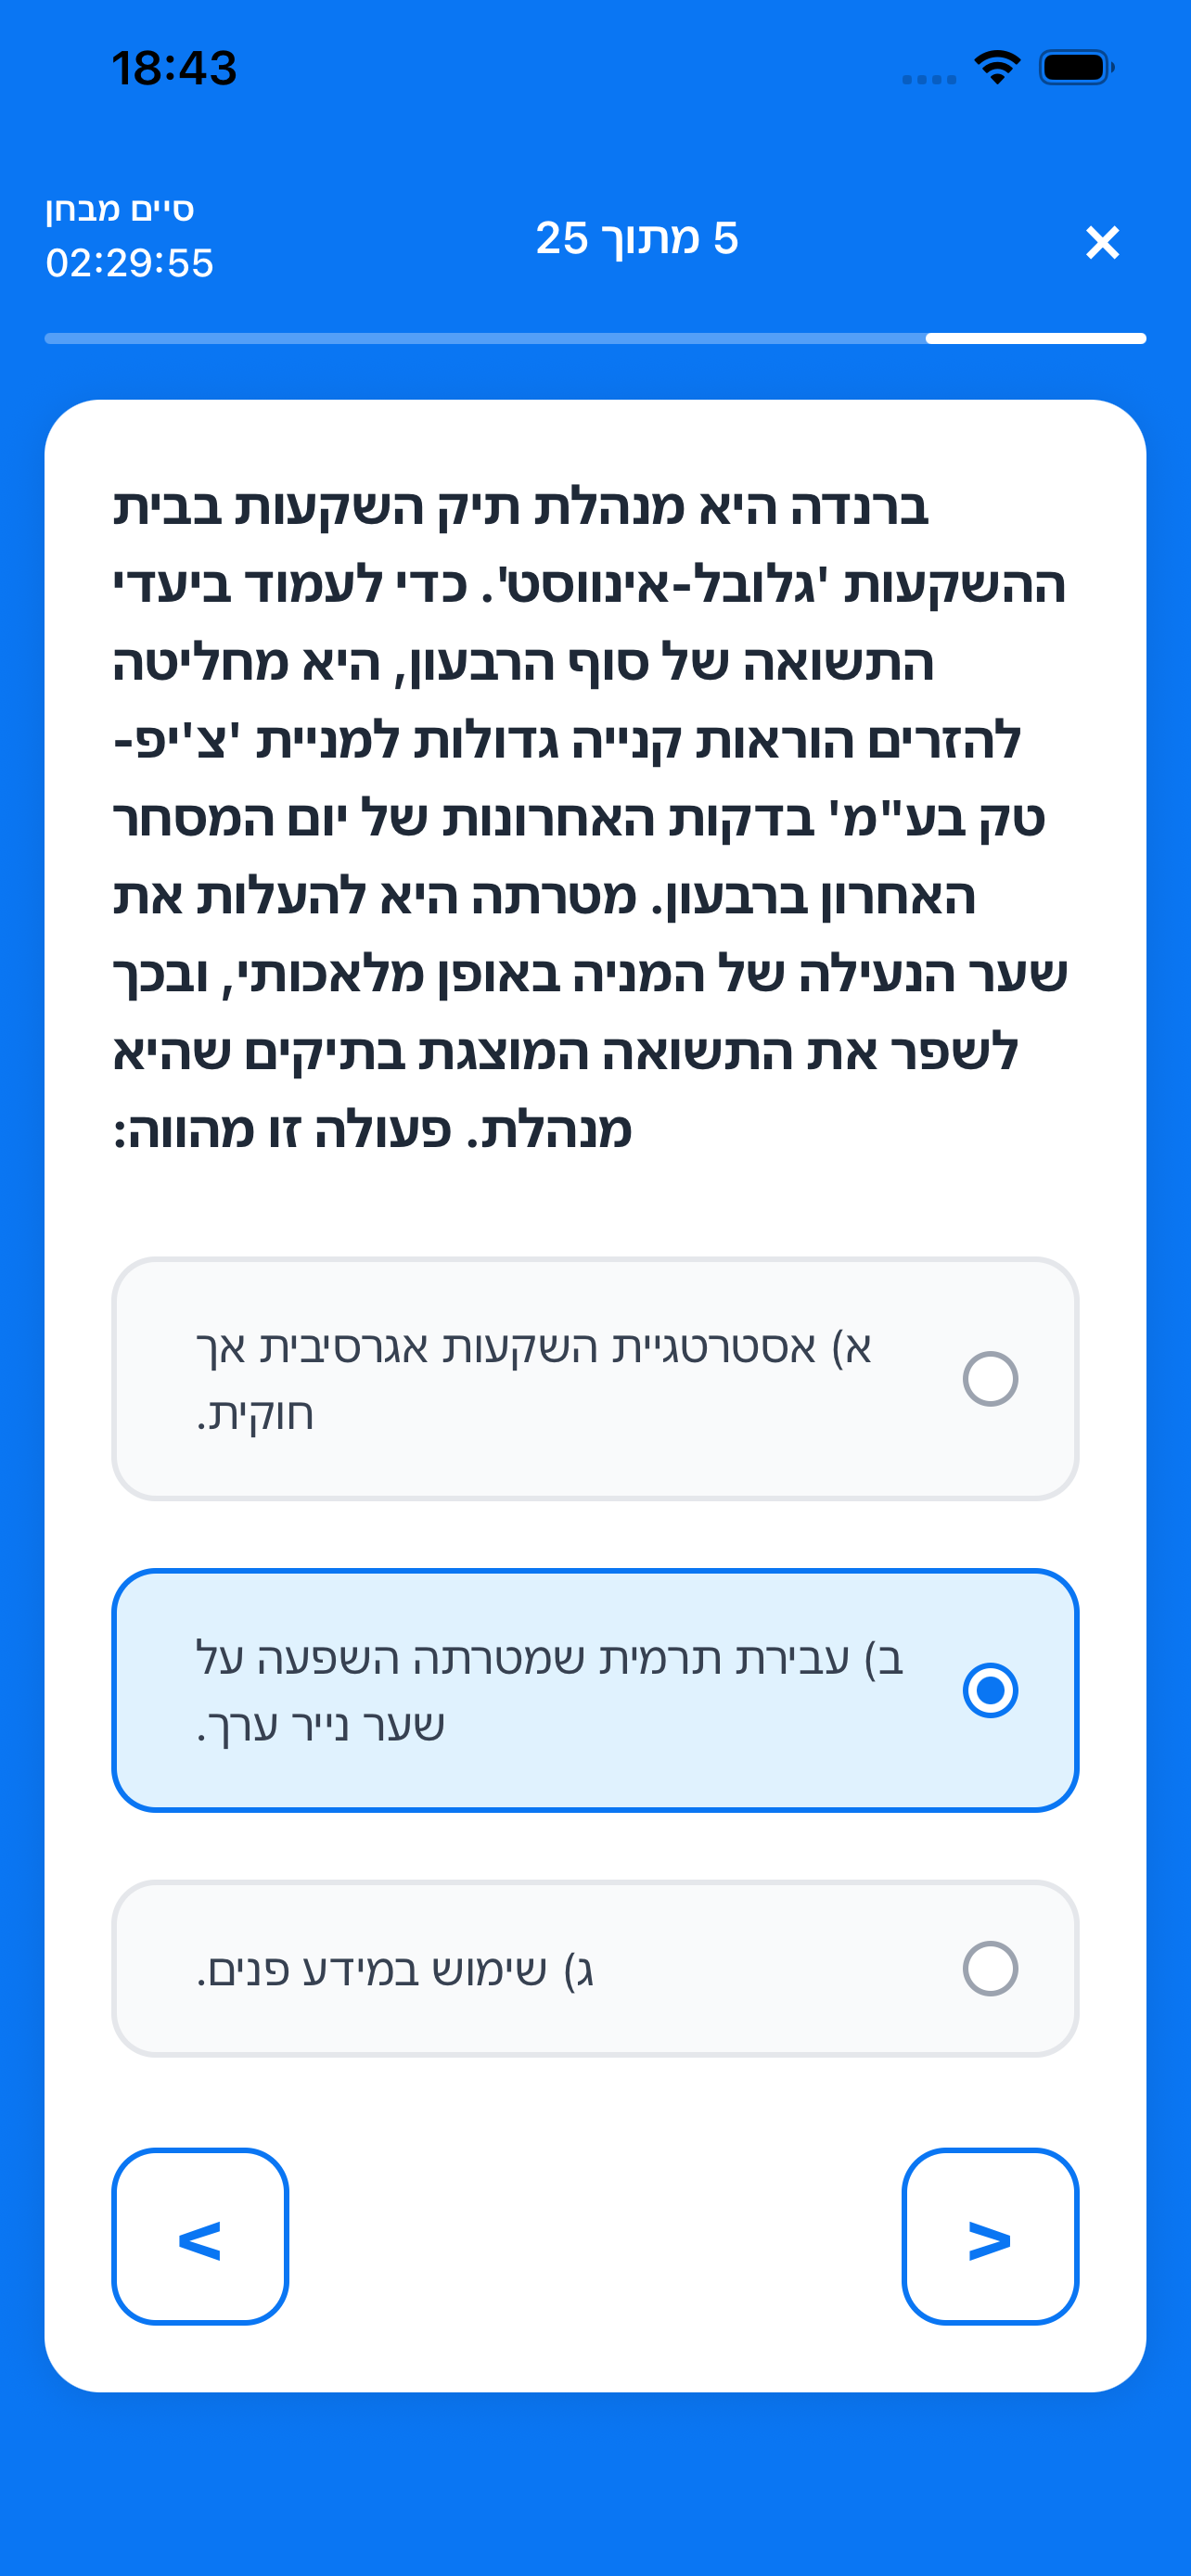 18:43
5 מתוך 25
סיים מבחן
02:29:55
ברנדה היא מנהלת תיק השקעות בבית
ההשקעות 'גלובל-אינווסט'. כדי לעמוד ביעדי
התשואה של סוף הרבעון, היא מחליטה
להזרים הוראות קנייה גדולות למניית 'צ'יפ-
טק בע"מ' בדקות האחרונות של יום המסחר
האחרון ברבעון. מטרתה היא להעלות את
שער הנעילה של המניה באופן מלאכותי, ובכך
לשפר את התשואה המוצגת בתיקים שהיא
מנהלת. פעולה זו מהווה:
א) אסטרטגיית השקעות אגרסיבית אך
חוקית.
ב) עבירת תרמית שמטרתה השפעה על
שער נייר ערך.
ג) שימוש במידע פנים.